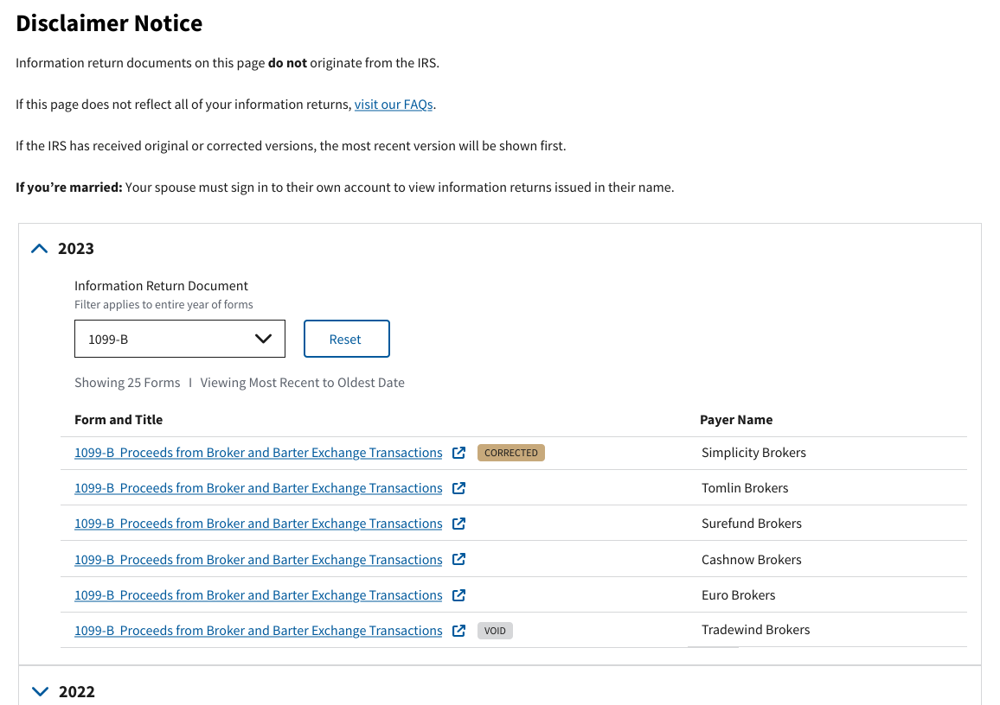 Disclaimer Notice
Information return documents on this page do not originate from the IRS.
If this page does not reflect all of your information returns, visit our FAQs.
If the IRS has received original or corrected versions, the most recent version will be shown first.
If you’re married: Your spouse must sign in to their own account to view information returns issued in their name.
2023
Information Return Document
Filter applies to entire year of forms
1099-B Reset
Showing 25 Forms | Viewing Most Recent to Oldest Date
Form and Title Payer Name
1099-B Proceeds from Broker and Barter Exchange Transactions CORRECTED Simplicity Brokers
1099-B Proceeds from Broker and Barter Exchange Transactions Tomlin Brokers
1099-B Proceeds from Broker and Barter Exchange Transactions Surefund Brokers
1099-B Proceeds from Broker and Barter Exchange Transactions Cashnow Brokers
1099-B Proceeds from Broker and Barter Exchange Transactions Euro Brokers
1099-B Proceeds from Broker and Barter Exchange Transactions VOID Tradewind Brokers
2022